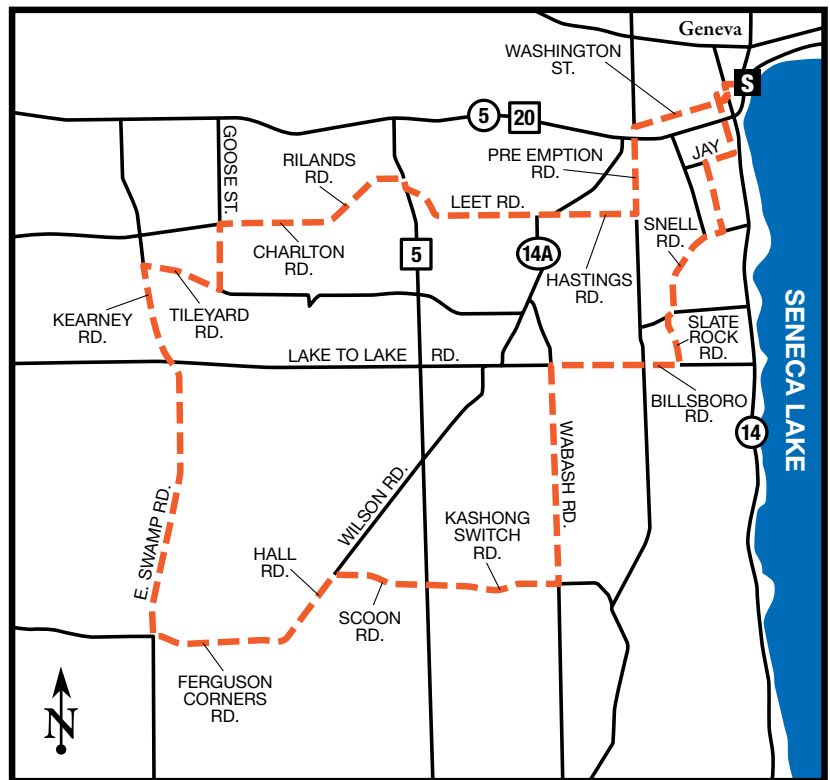 Geneva
WASHINGTON
ST.
S
5
20
GOOSE ST.
RILANDS
RD.
PRE EMPTION
RD.
JAY
LEET RD.
CHARLTON
RD.
SNELL
RD.
5
14A
HASTINGS
RD.
KEARNEY
RD.
TILEYARD
RD.
SLATE
ROCK
RD.
SENECA LAKE
LAKE TO LAKE RD.
BILLSBORO
RD.
14
WABASH RD.
WILSON RD.
KASHONG
SWITCH
RD.
E. SWAMP RD.
HALL
RD.
SCOON
RD.
FERGUSON
CORNERS
RD.
N